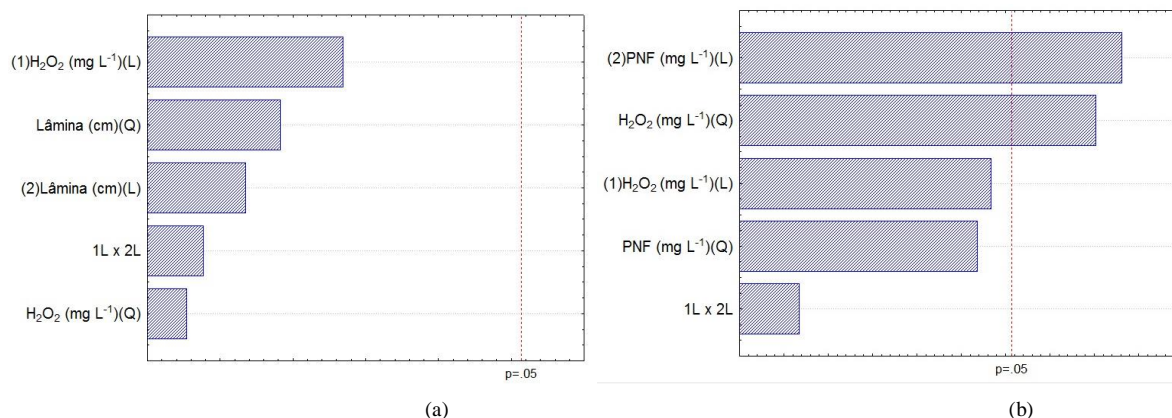 (1)H₂O₂ (mg L⁻¹)(L)
Lâmina (cm)(Q)
(2)Lâmina (cm)(L)
1L x 2L
H₂O₂ (mg L⁻¹)(Q)
p=.05
(a)
(2)PNF (mg L⁻¹)(L)
H₂O₂ (mg L⁻¹)(Q)
(1)H₂O₂ (mg L⁻¹)(L)
PNF (mg L⁻¹)(Q)
1L x 2L
p=.05
(b)